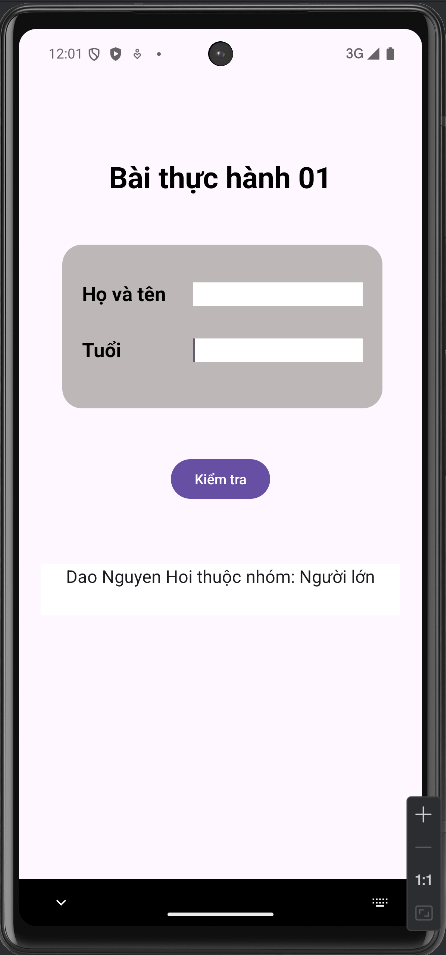 12:01
3G
Bài thực hành 01
Họ và tên
Tuổi
Kiểm tra
Dao Nguyen Hoi thuộc nhóm: Người lớn
1:1